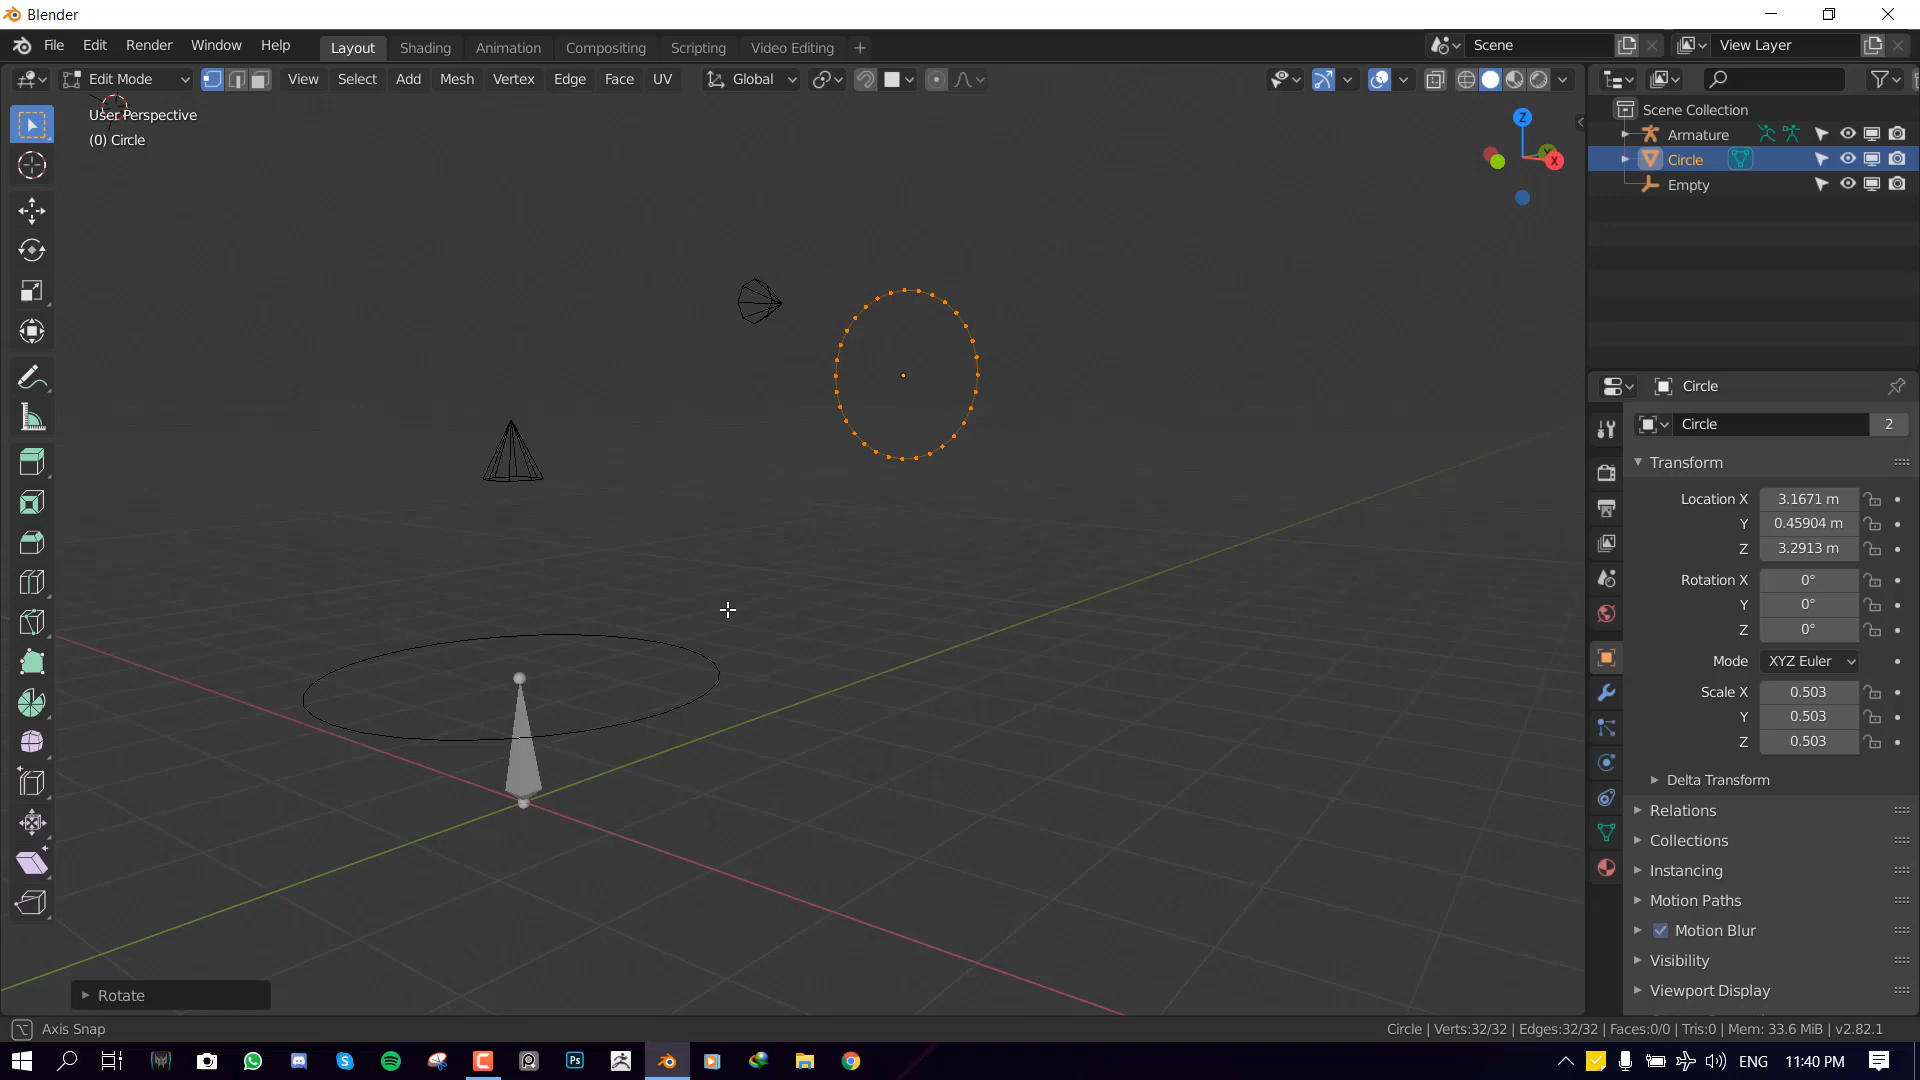 Blender
File Edit Render Window Help Layout Shading Animation Compositing Scripting Video Editing + Scene View Layer
Edit Mode View Select Add Mesh Vertex Edge Face UV Global
User Perspective
(0) Circle
Z
Y
X
Scene Collection
Armature
Circle
Empty
Circle
Circle 2
Transform
Location X 3.1671 m
Y 0.45904 m
Z 3.2913 m
Rotation X 0°
Y 0°
Z 0°
Mode XYZ Euler
Scale X 0.503
Y 0.503
Z 0.503
Delta Transform
Relations
Collections
Instancing
Motion Paths
Motion Blur
Visibility
Viewport Display
Rotate
Axis Snap
Circle | Verts:32/32 | Edges:32/32 | Faces:0/0 | Tris:0 | Mem: 33.6 MiB | v2.82.1
Ps
ENG 11:40 PM